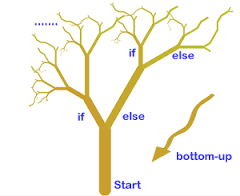 .......
if
else
if
else
bottom-up
Start